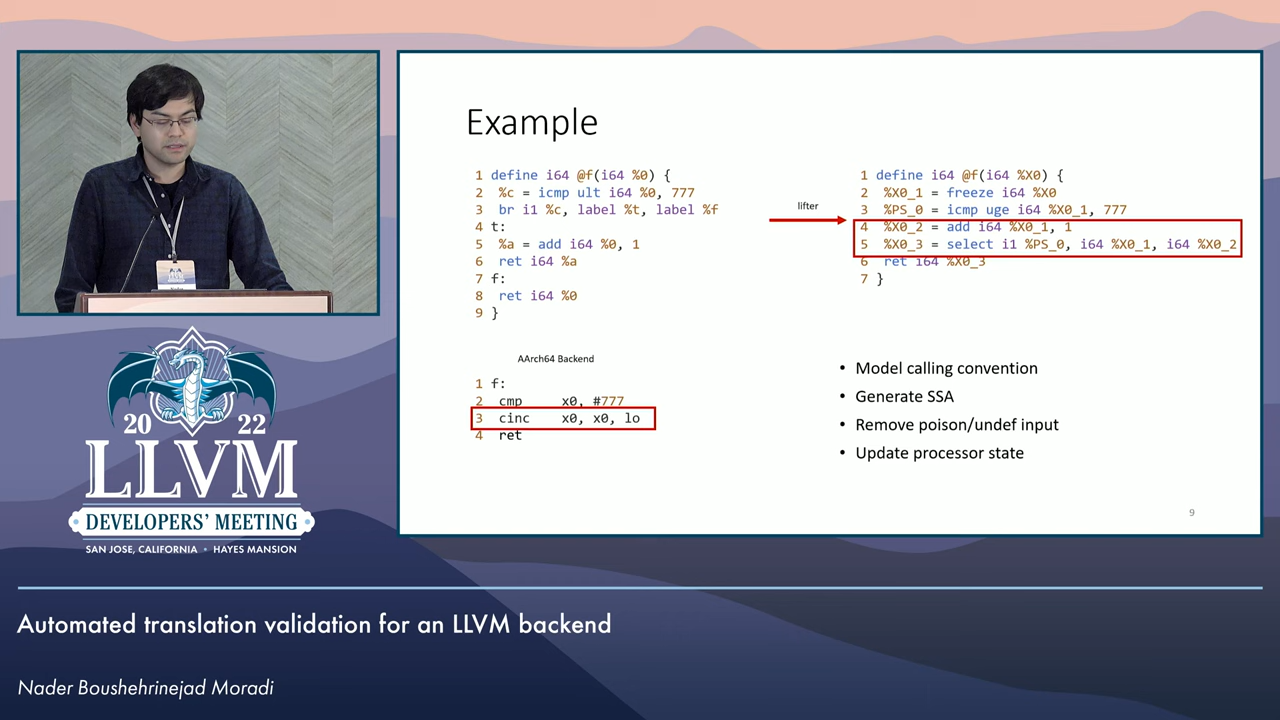 Example
1 define i64 @f(i64 %0) {
2 %c = icmp ult i64 %0, 777
3 br i1 %c, label %t, label %f
4 t:
5 %a = add i64 %0, 1
6 ret i64 %a
7 f:
8 ret i64 %0
9 }
lifter
1 define i64 @f(i64 %X0) {
2 %X0_1 = freeze i64 %X0
3 %PS_0 = icmp uge i64 %X0_1, 777
4 %X0_2 = add i64 %X0_1, 1
5 %X0_3 = select i1 %PS_0, i64 %X0_1, i64 %X0_2
6 ret i64 %X0_3
7 }
AArch64 Backend
1 f:
2 cmp x0, #777
3 cinc x0, x0, lo
4 ret
• Model calling convention
• Generate SSA
• Remove poison/undef input
• Update processor state
9
20 22
LLVM
DEVELOPERS' MEETING
SAN JOSE, CALIFORNIA • HAYES MANSION
Automated translation validation for an LLVM backend
Nader Boushehrinejad Moradi